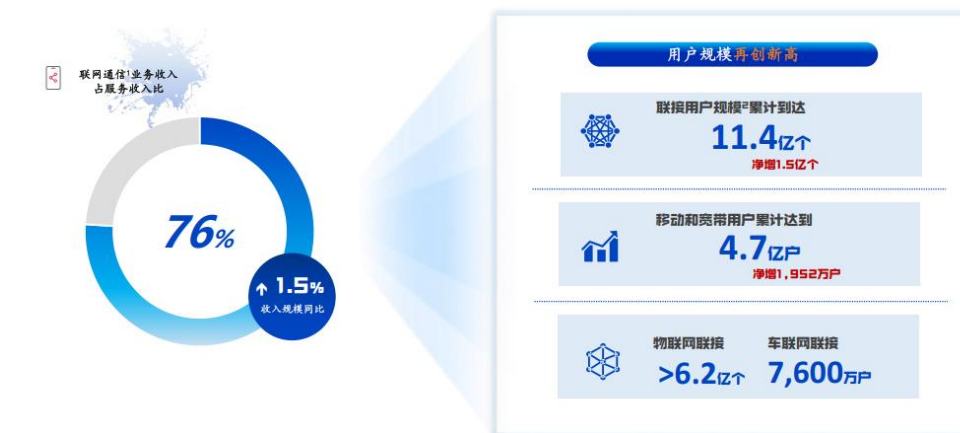 联网通信¹业务收入
占服务收入比
76%
↑ 1.5%
收入规模同比
用户规模再创新高
联接用户规模²累计到达
11.4亿个
净增1.5亿个
移动和宽带用户累计达到
4.7亿户
净增1,952万户
物联网联接 车联网联接
>6.2亿个 7,600万户